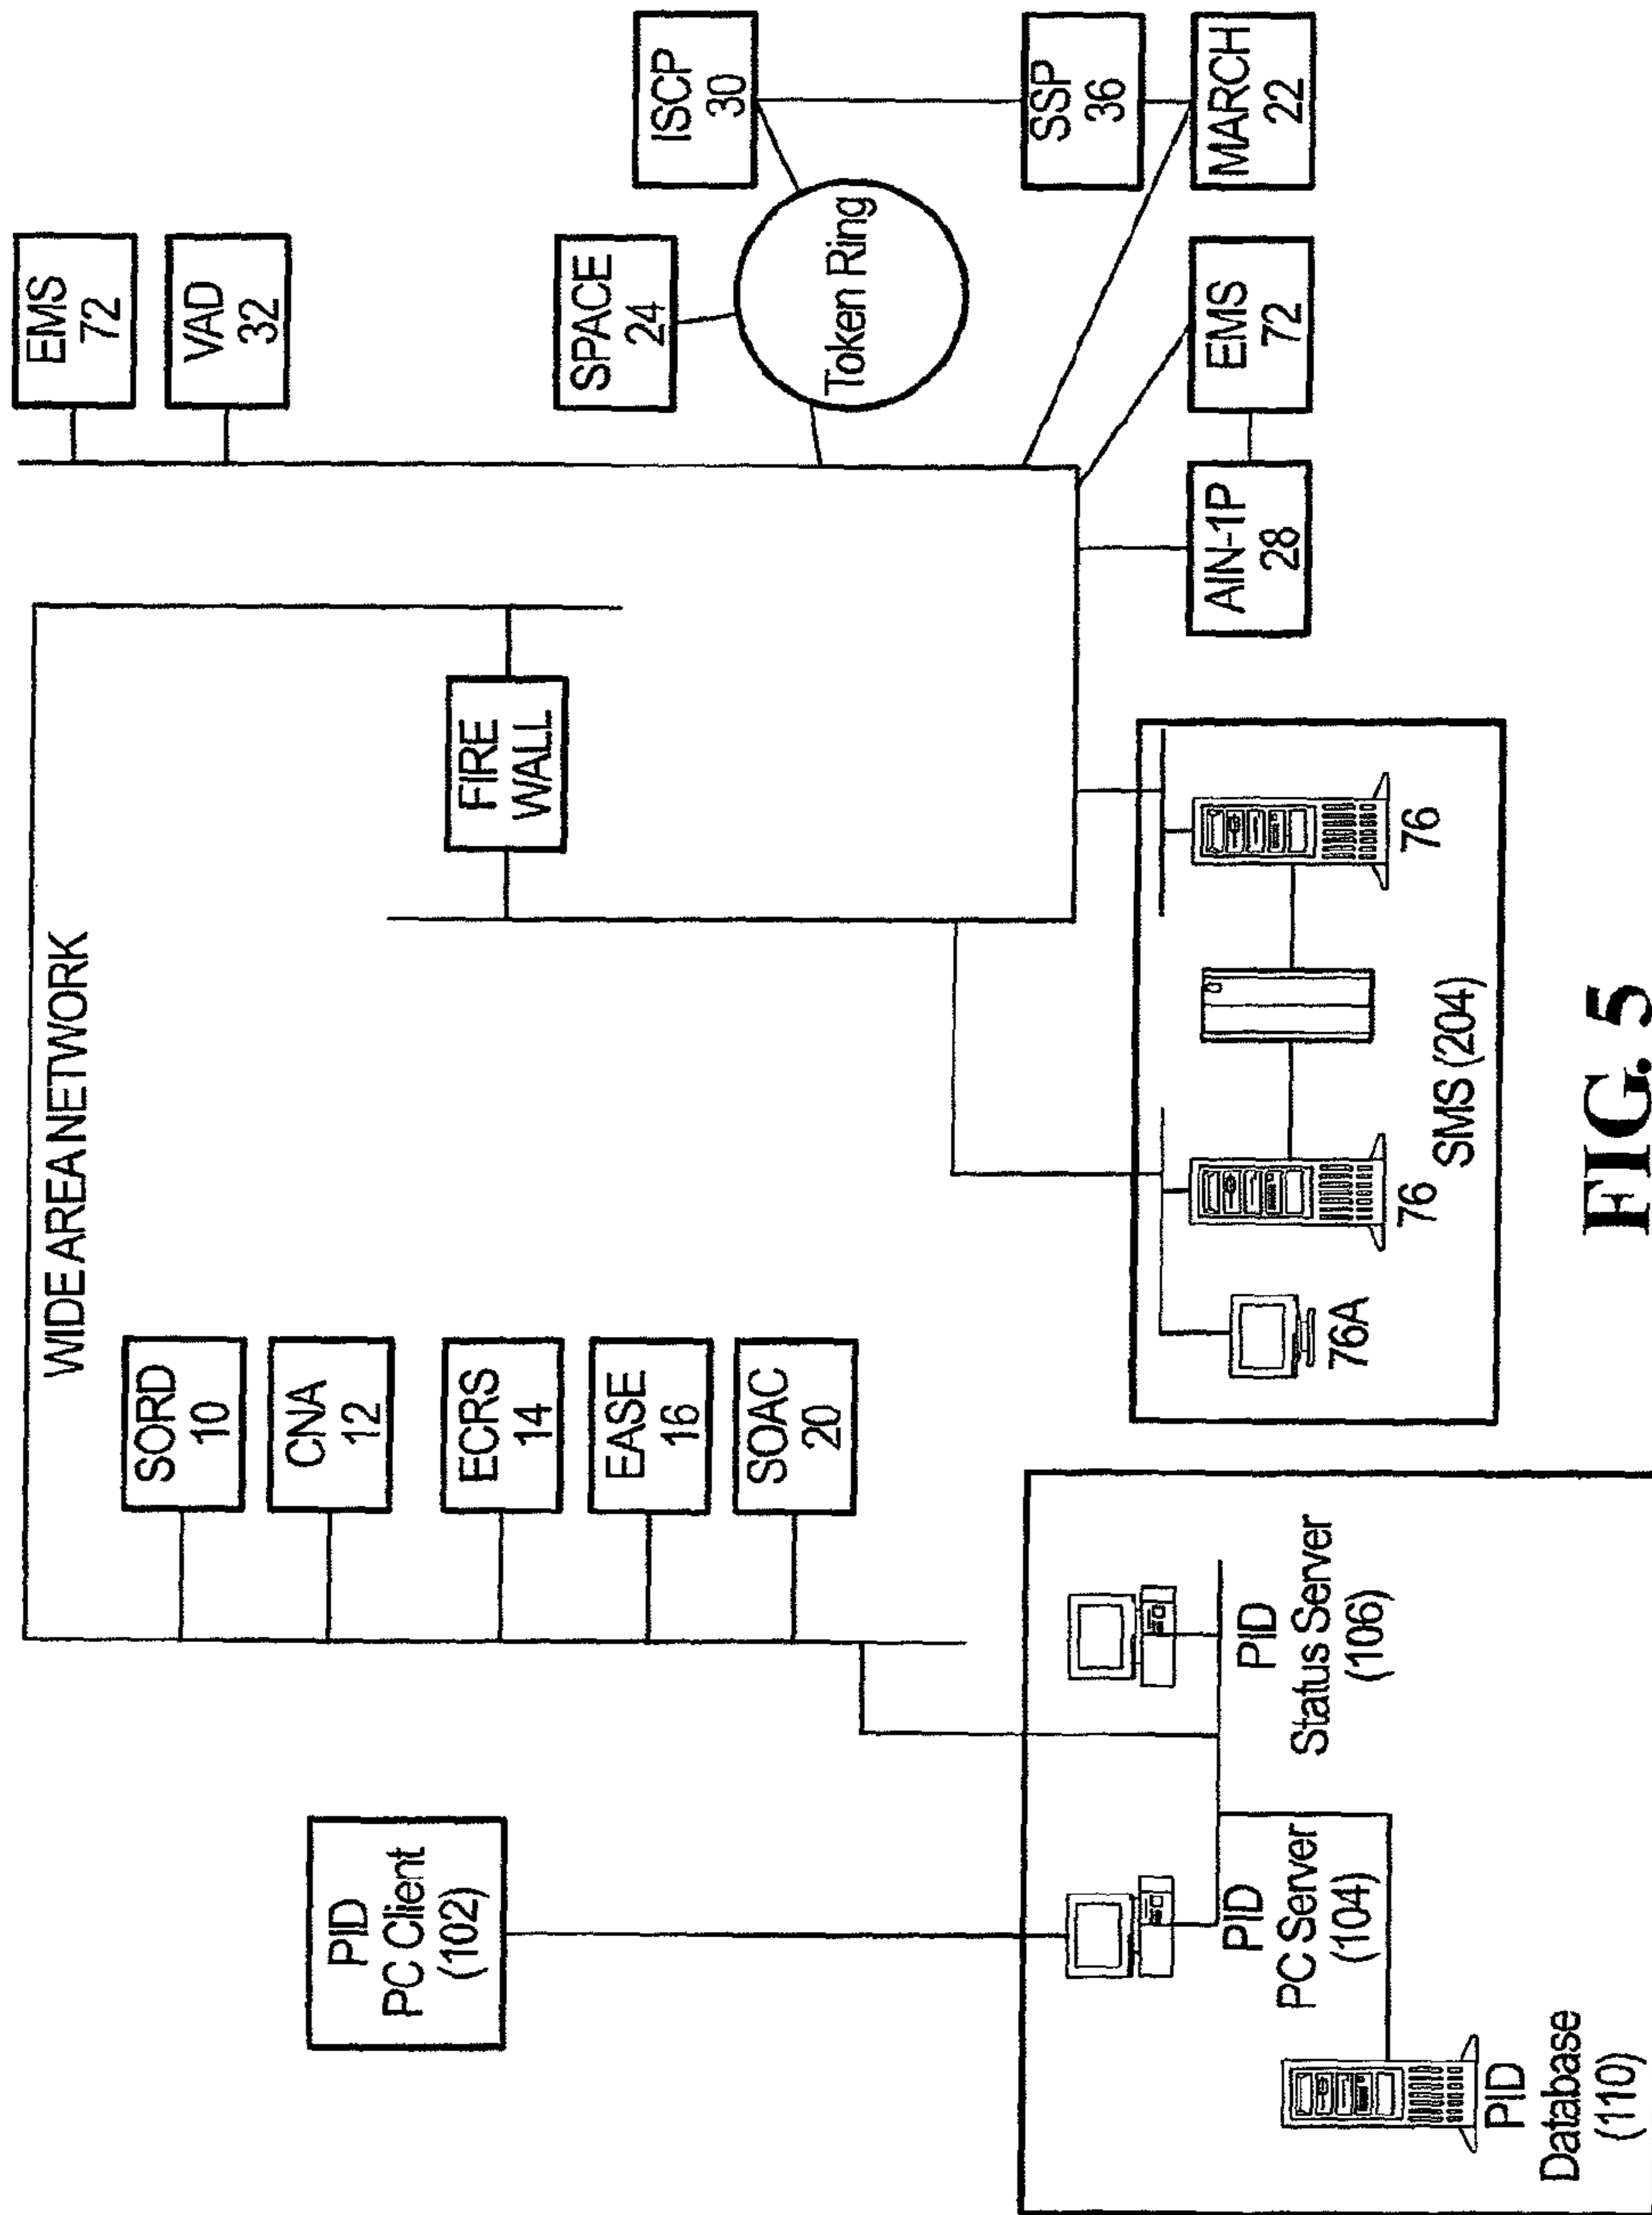 WIDE AREA NETWORK
SORD
10
CNA
12
ECRS
14
EASE
16
SOAC
20
PID
PC Client
(102)
FIRE
WALL
EMS
72
VAD
32
SPACE
24
Token Ring
ISCP
30
SSP
36
MARCH
22
EMS
72
AIN-1P
28
PID
Status Server
(106)
PID
PC Server
(104)
PID
Database
(110)
76A
76
76
SMS (204)
FIG. 5